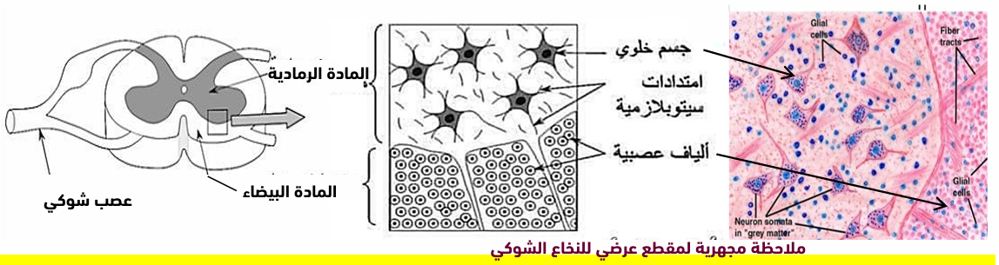 المادة الرمادية
المادة البيضاء
عصب شوكي
جسم خلوي
امتدادات
سيتوبلازمية
ألياف عصبية
Glial
cells
Fiber
tracts
Glial
cells
Neuron somata
in "grey matter"
ملاحظة مجهرية لمقطع عرضي للنخاع الشوكي